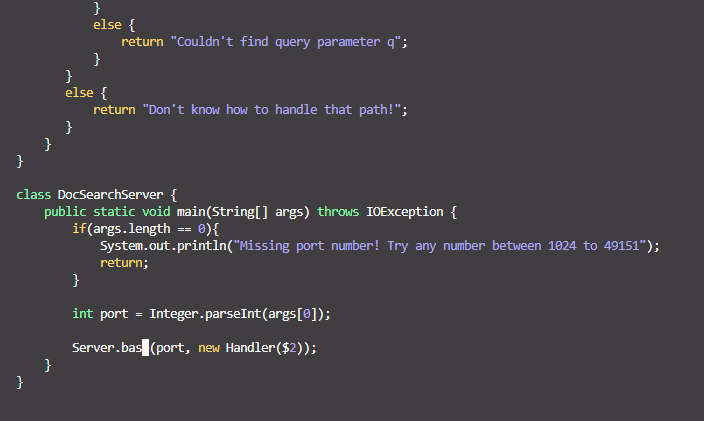 }
else {
return "Couldn't find query parameter q";
}
}
else {
return "Don't know how to handle that path!";
}
}
}
class DocSearchServer {
public static void main(String[] args) throws IOException {
if(args.length == 0){
System.out.println("Missing port number! Try any number between 1024 to 49151");
return;
}
int port = Integer.parseInt(args[0]);
Server.bas (port, new Handler($2));
}
}